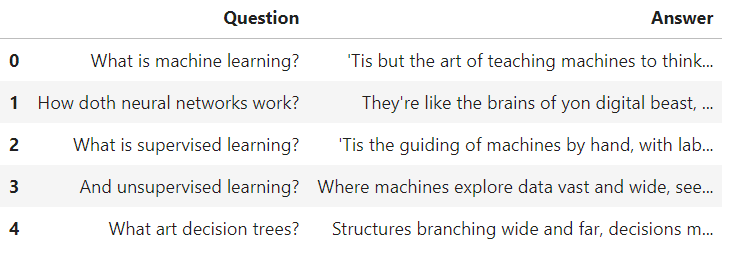 Question Answer
0 What is machine learning? 'Tis but the art of teaching machines to think...
1 How doth neural networks work? They're like the brains of yon digital beast, ...
2 What is supervised learning? 'Tis the guiding of machines by hand, with lab...
3 And unsupervised learning? Where machines explore data vast and wide, see...
4 What art decision trees? Structures branching wide and far, decisions m...